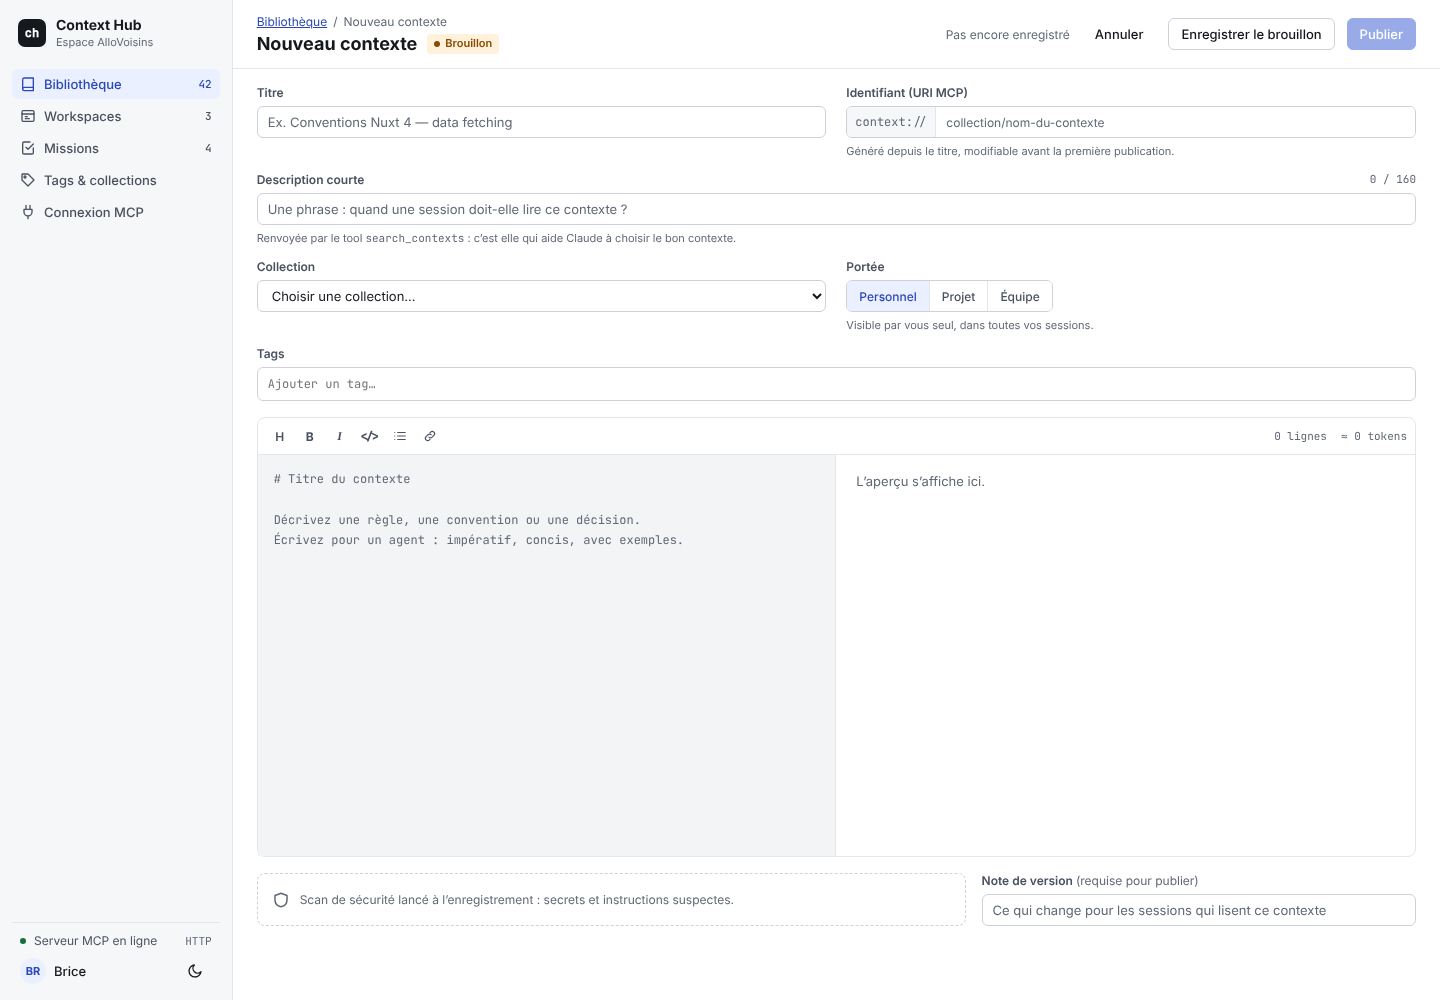 ch
Context Hub
Espace AlloVoisins
Bibliothèque 42
Workspaces 3
Missions 4
Tags & collections
Connexion MCP
Serveur MCP en ligne HTTP
BR Brice
Bibliothèque / Nouveau contexte
Nouveau contexte Brouillon
Pas encore enregistré Annuler Enregistrer le brouillon Publier
Titre
Ex. Conventions Nuxt 4 — data fetching
Identifiant (URI MCP)
context:// collection/nom-du-contexte
Généré depuis le titre, modifiable avant la première publication.
Description courte 0 / 160
Une phrase : quand une session doit-elle lire ce contexte ?
Renvoyée par le tool search_contexts : c’est elle qui aide Claude à choisir le bon contexte.
Collection
Choisir une collection…
Portée
Personnel Projet Équipe
Visible par vous seul, dans toutes vos sessions.
Tags
Ajouter un tag…
H B I </> 0 lignes ≈ 0 tokens
# Titre du contexte
Décrivez une règle, une convention ou une décision.
Écrivez pour un agent : impératif, concis, avec exemples.
L’aperçu s’affiche ici.
Scan de sécurité lancé à l’enregistrement : secrets et instructions suspectes.
Note de version (requise pour publier)
Ce qui change pour les sessions qui lisent ce contexte